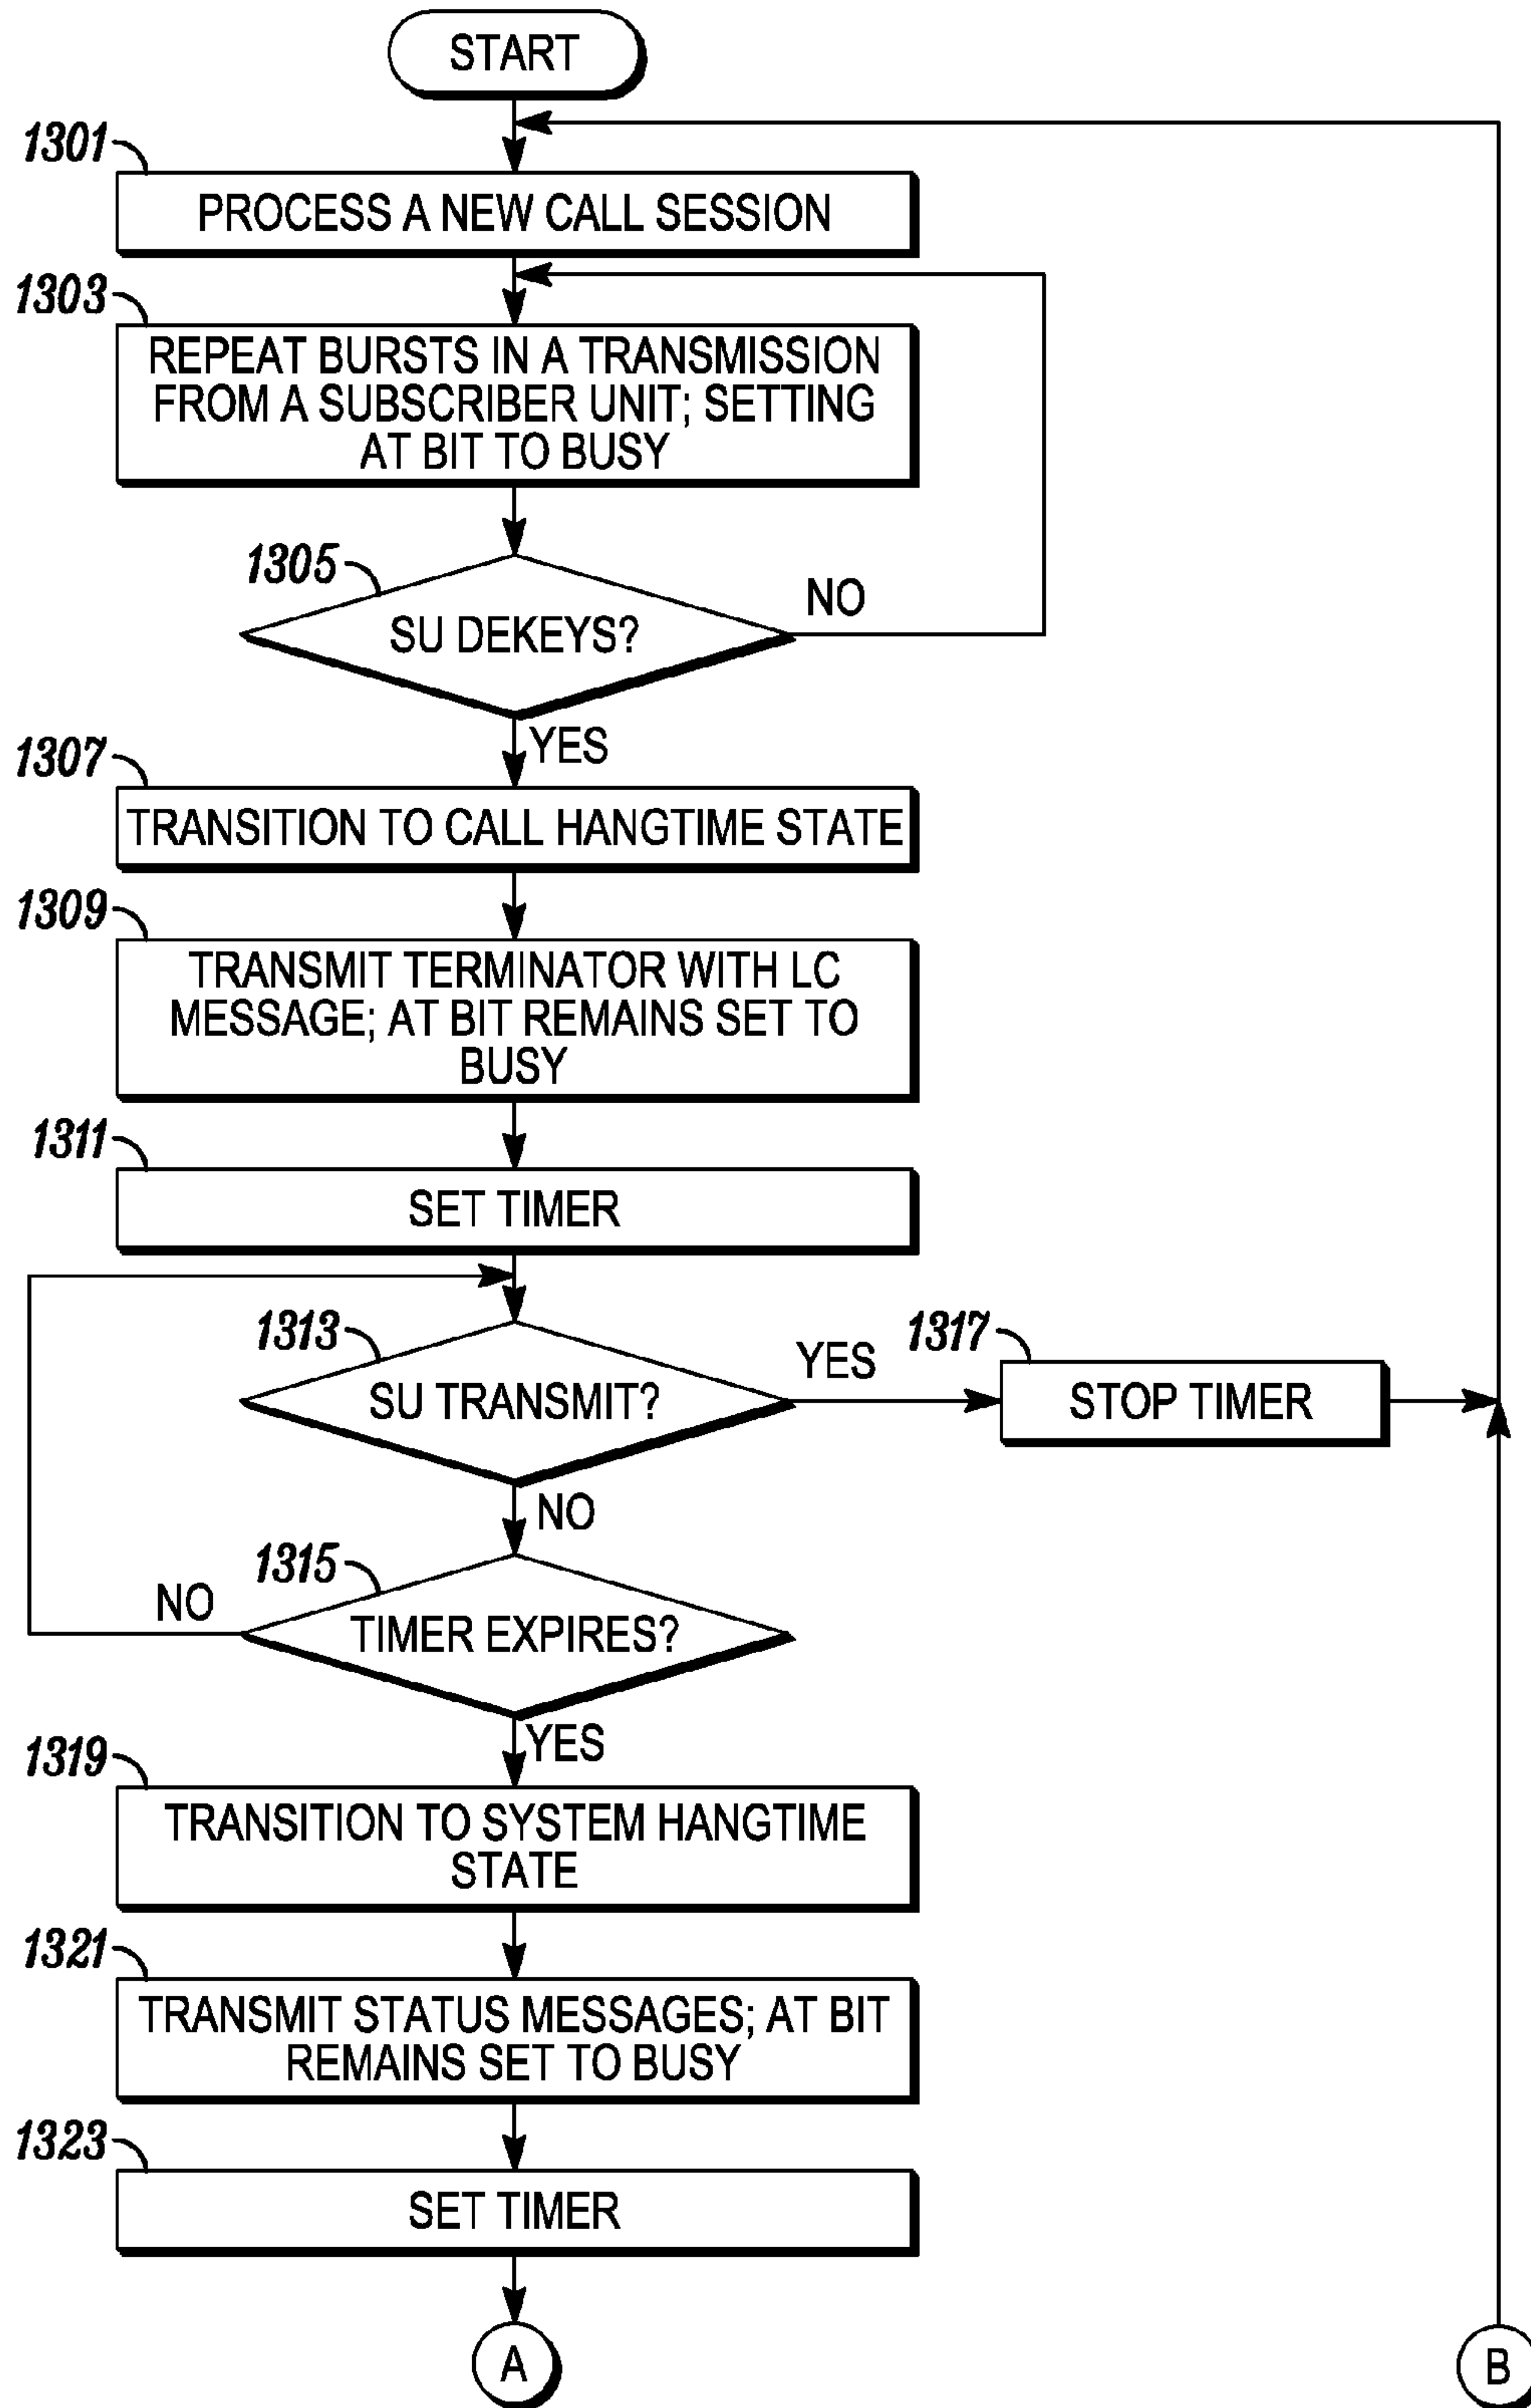 START
1301
PROCESS A NEW CALL SESSION
1303
REPEAT BURSTS IN A TRANSMISSION
FROM A SUBSCRIBER UNIT; SETTING
AT BIT TO BUSY
1305
SU DEKEYS?
NO
YES
1307
TRANSITION TO CALL HANGTIME STATE
1309
TRANSMIT TERMINATOR WITH LC
MESSAGE; AT BIT REMAINS SET TO
BUSY
1311
SET TIMER
1313
SU TRANSMIT?
YES
1317
STOP TIMER
NO
1315
TIMER EXPIRES?
NO
YES
1319
TRANSITION TO SYSTEM HANGTIME
STATE
1321
TRANSMIT STATUS MESSAGES; AT BIT
REMAINS SET TO BUSY
1323
SET TIMER
A
B